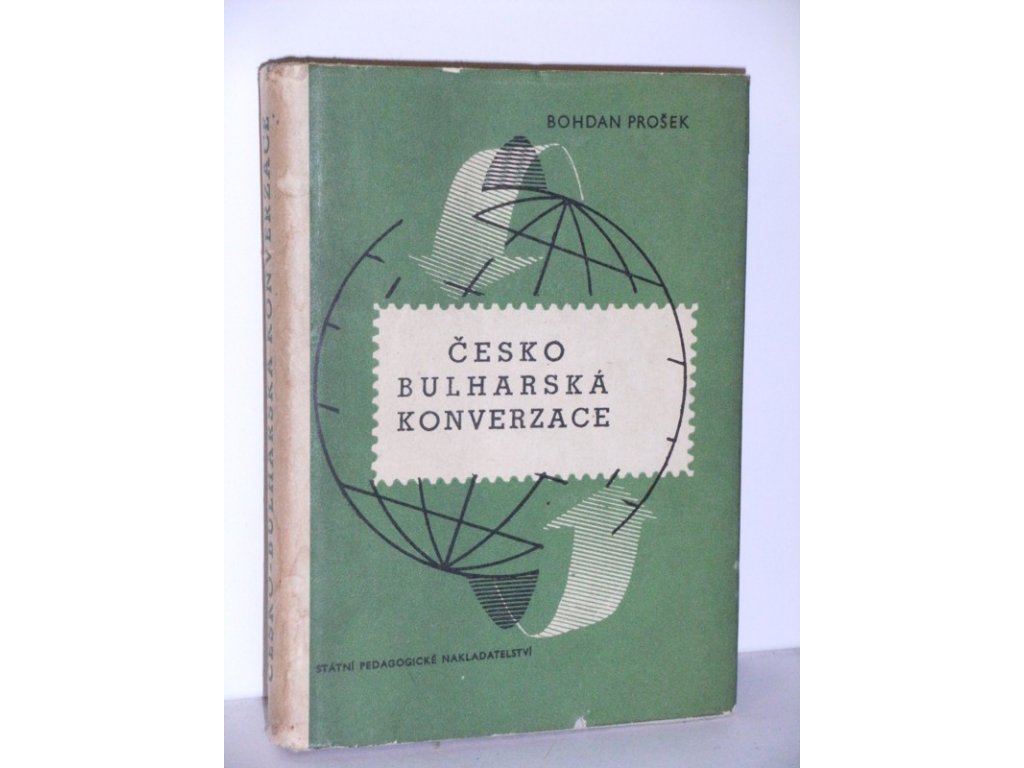 BOHDAN PROŠEK
ČESKO
BULHARSKÁ
KONVERZACE
STÁTNÍ PEDAGOGICKÉ NAKLADATELSTVÍ
ČESKO-BULHARSKÁ KONVERZACE